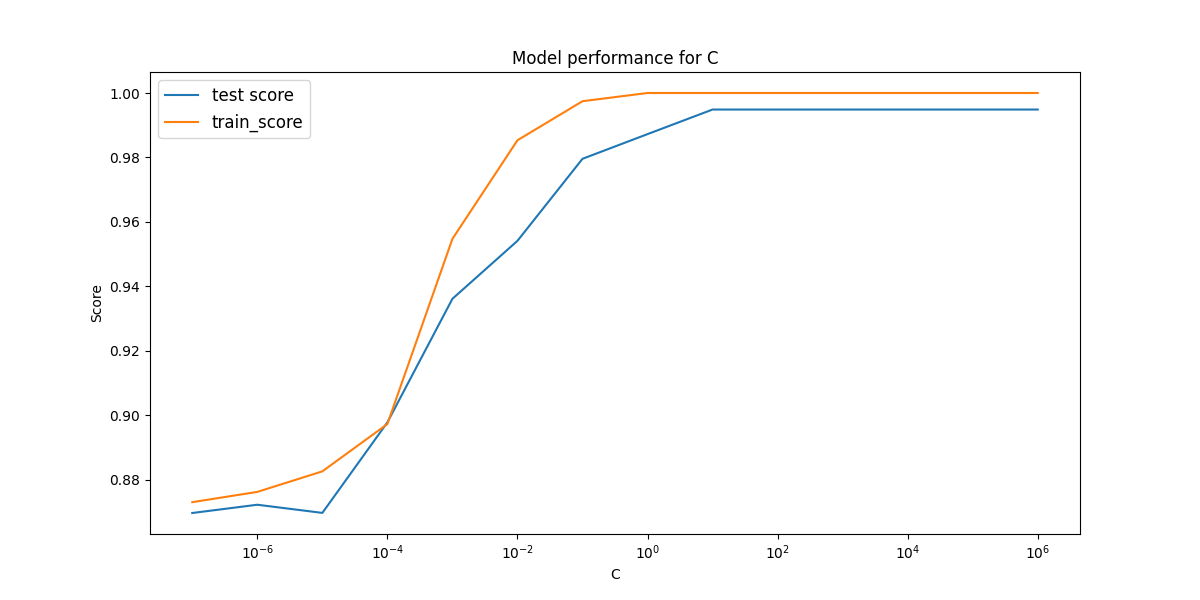 Model performance for C
test score
train_score
Score
1.00
0.98
0.96
0.94
0.92
0.90
0.88
10⁻⁶ 10⁻⁴ 10⁻² 10⁰ 10² 10⁴ 10⁶
C